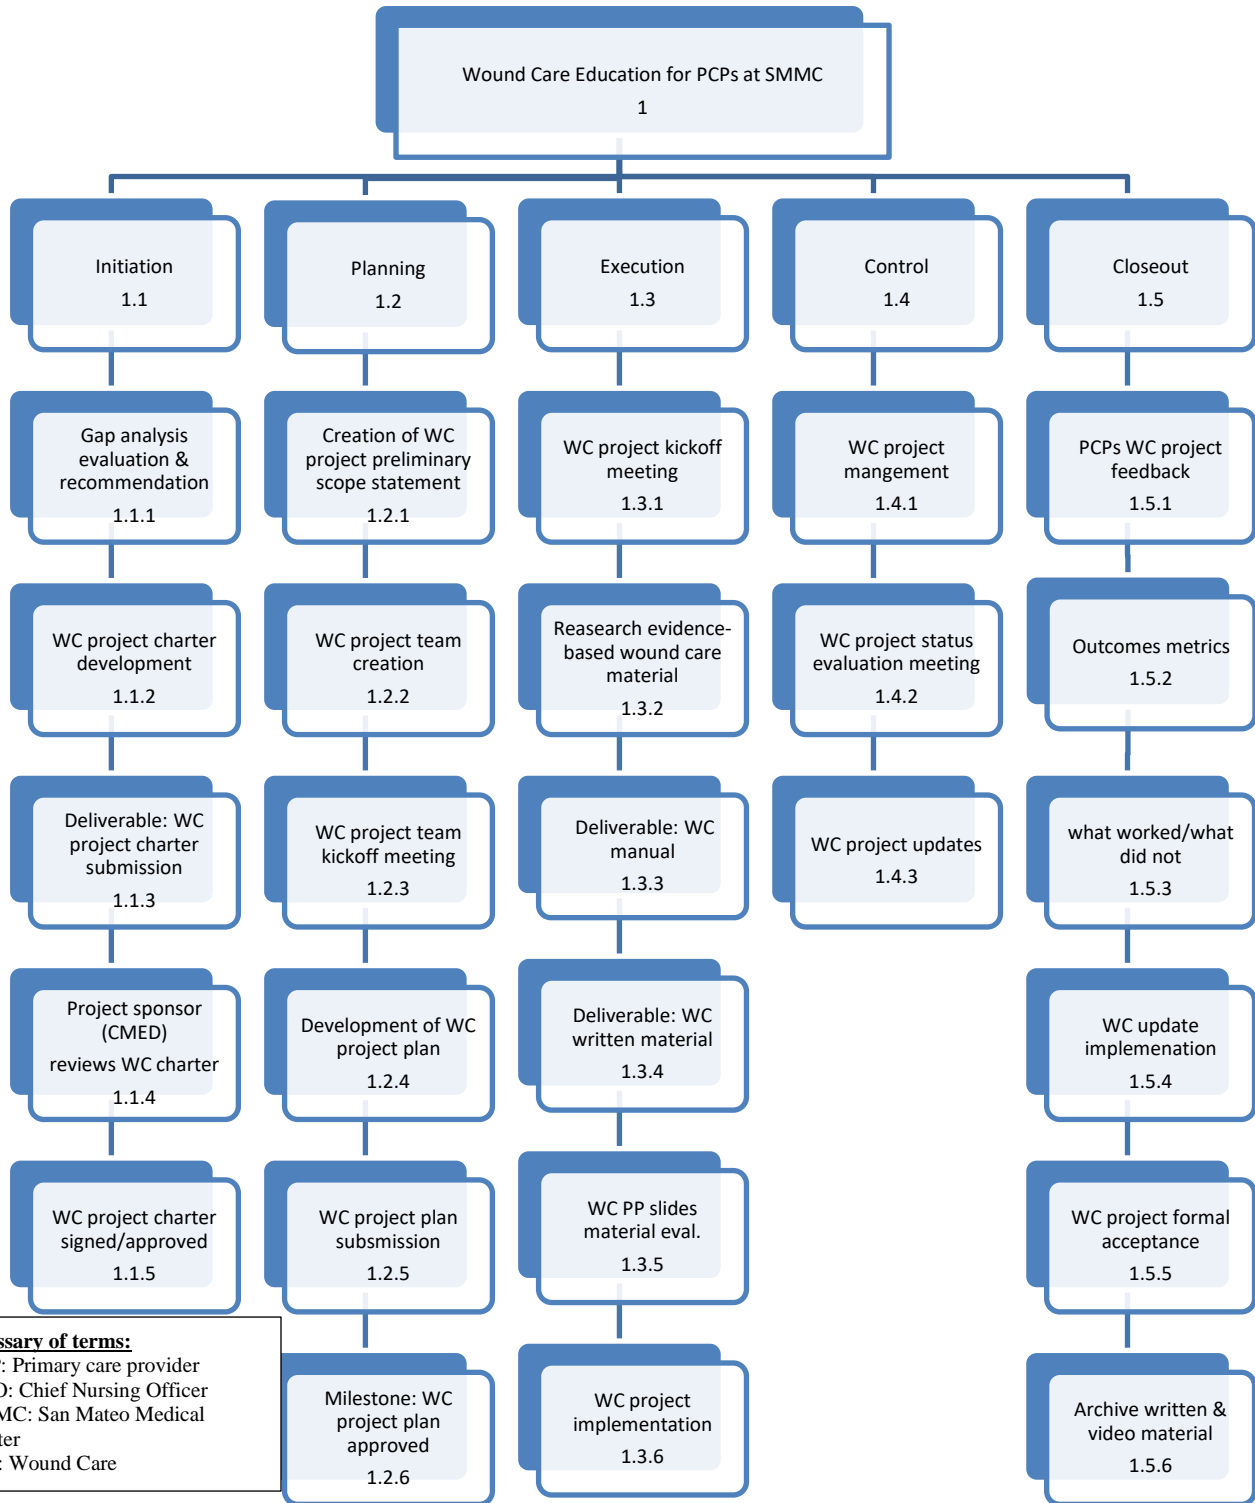 Wound Care Education for PCPs at SMMC
1
Initiation
1.1
Planning
1.2
Execution
1.3
Control
1.4
Closeout
1.5
Gap analysis
evaluation &
recommendation
1.1.1
Creation of WC
project preliminary
scope statement
1.2.1
WC project kickoff
meeting
1.3.1
WC project
mangement
1.4.1
PCPs WC project
feedback
1.5.1
WC project charter
development
1.1.2
WC project team
creation
1.2.2
Reasearch evidence-
based wound care
material
1.3.2
WC project status
evaluation meeting
1.4.2
Outcomes metrics
1.5.2
Deliverable: WC
project charter
submission
1.1.3
WC project team
kickoff meeting
1.2.3
Deliverable: WC
manual
1.3.3
WC project updates
1.4.3
what worked/what
did not
1.5.3
Project sponsor
(CMED)
reviews WC charter
1.1.4
Development of WC
project plan
1.2.4
Deliverable: WC
written material
1.3.4
WC update
implemenation
1.5.4
WC project charter
signed/approved
1.1.5
WC project plan
subsmission
1.2.5
WC PP slides
material eval.
1.3.5
WC project formal
acceptance
1.5.5
Milestone: WC
project plan
approved
1.2.6
WC project
implementation
1.3.6
Archive written &
video material
1.5.6
ssary of terms:
: Primary care provider
O: Chief Nursing Officer
MC: San Mateo Medical
ter
: Wound Care